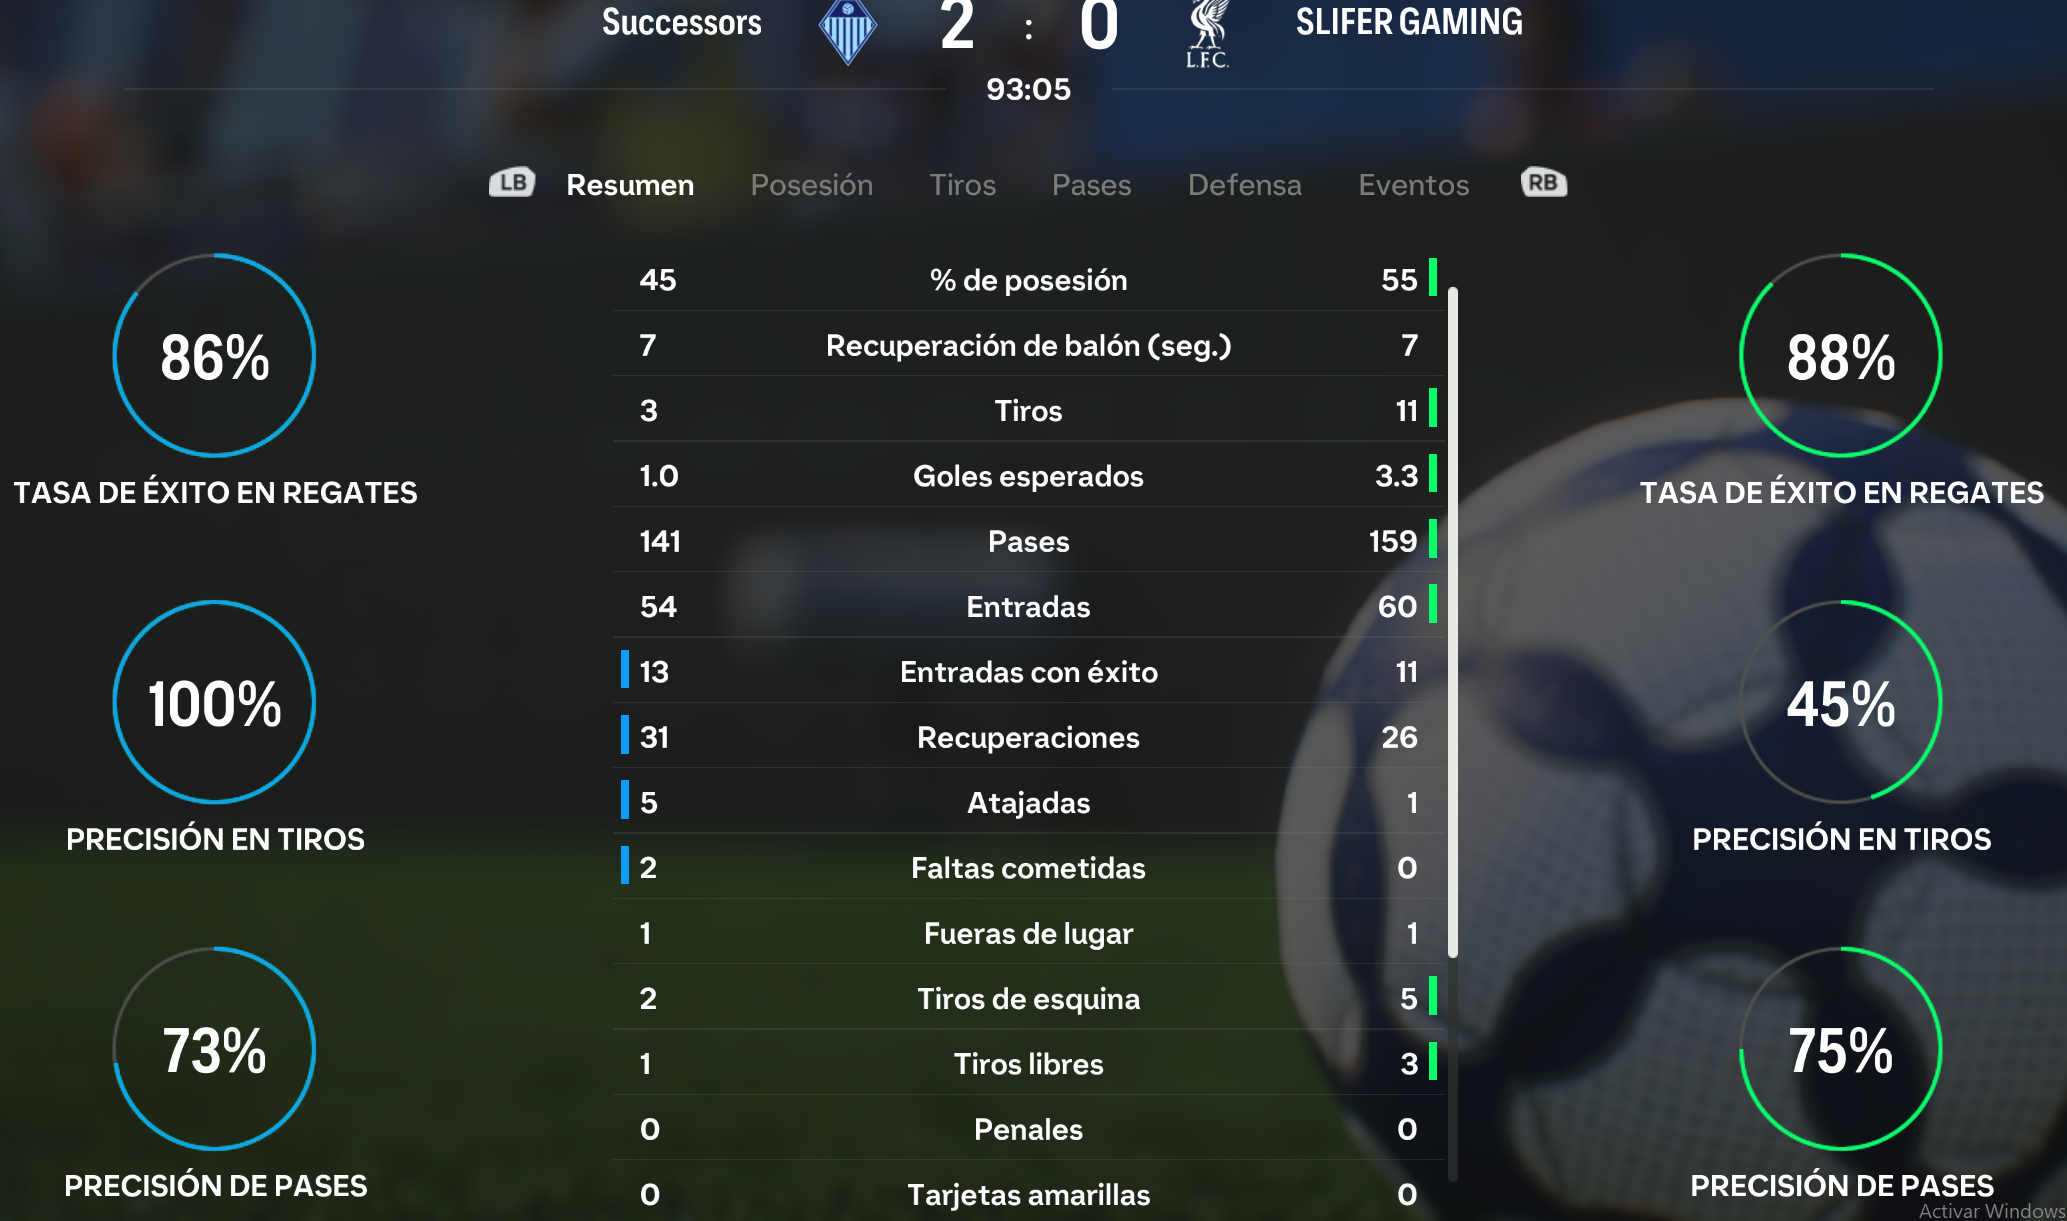 Successors 2 : 0 SLIFER GAMING
L.F.C.
93:05
LB Resumen Posesión Tiros Pases Defensa Eventos RB
45 % de posesión 55
7 Recuperación de balón (seg.) 7
3 Tiros 11
1.0 Goles esperados 3.3
141 Pases 159
54 Entradas 60
13 Entradas con éxito 11
31 Recuperaciones 26
5 Atajadas 1
2 Faltas cometidas 0
1 Fueras de lugar 1
2 Tiros de esquina 5
1 Tiros libres 3
0 Penales 0
0 Tarjetas amarillas 0
86%
TASA DE ÉXITO EN REGATES
100%
PRECISIÓN EN TIROS
73%
PRECISIÓN DE PASES
88%
TASA DE ÉXITO EN REGATES
45%
PRECISIÓN EN TIROS
75%
PRECISIÓN DE PASES
Activar Windows